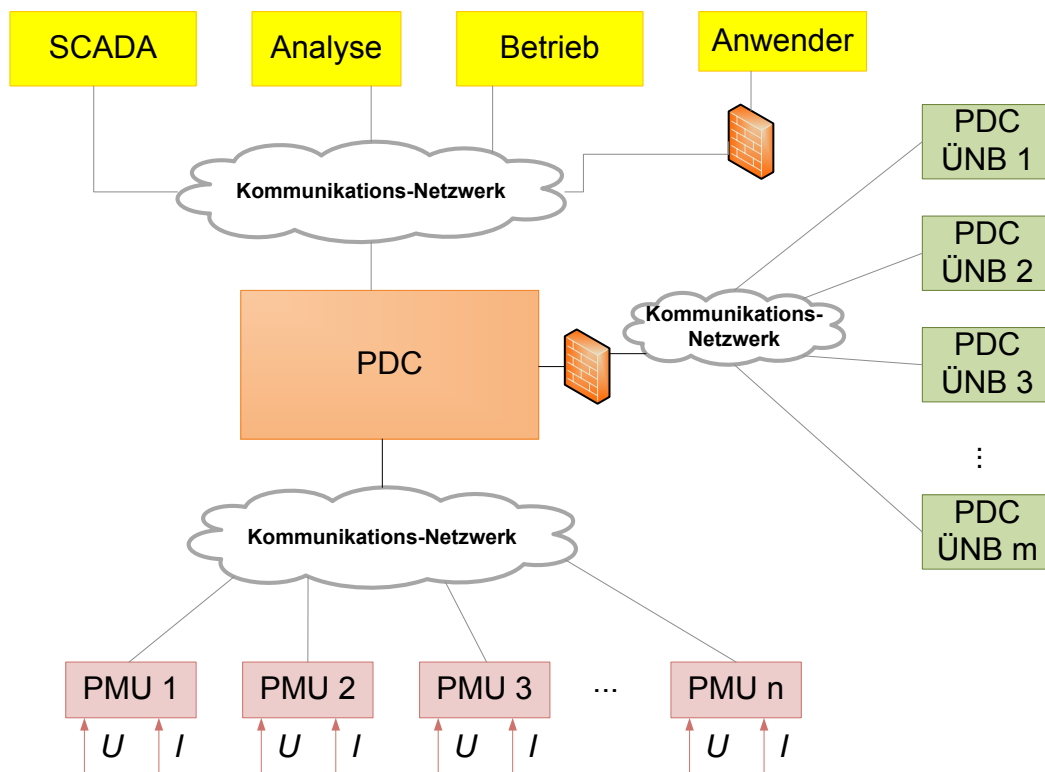 SCADA
Analyse
Betrieb
Anwender
Kommunikations-Netzwerk
PDC
ÜNB 1
PDC
ÜNB 2
Kommunikations-
Netzwerk
PDC
PDC
ÜNB 3
...
PDC
ÜNB m
Kommunikations-Netzwerk
PMU 1
PMU 2
PMU 3
...
PMU n
U
I
U
I
U
I
U
I